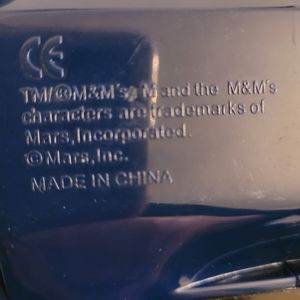 CE
TM/®M&M's, M and the M&M's
characters are trademarks of
Mars, Incorporated.
© Mars, Inc.
MADE IN CHINA